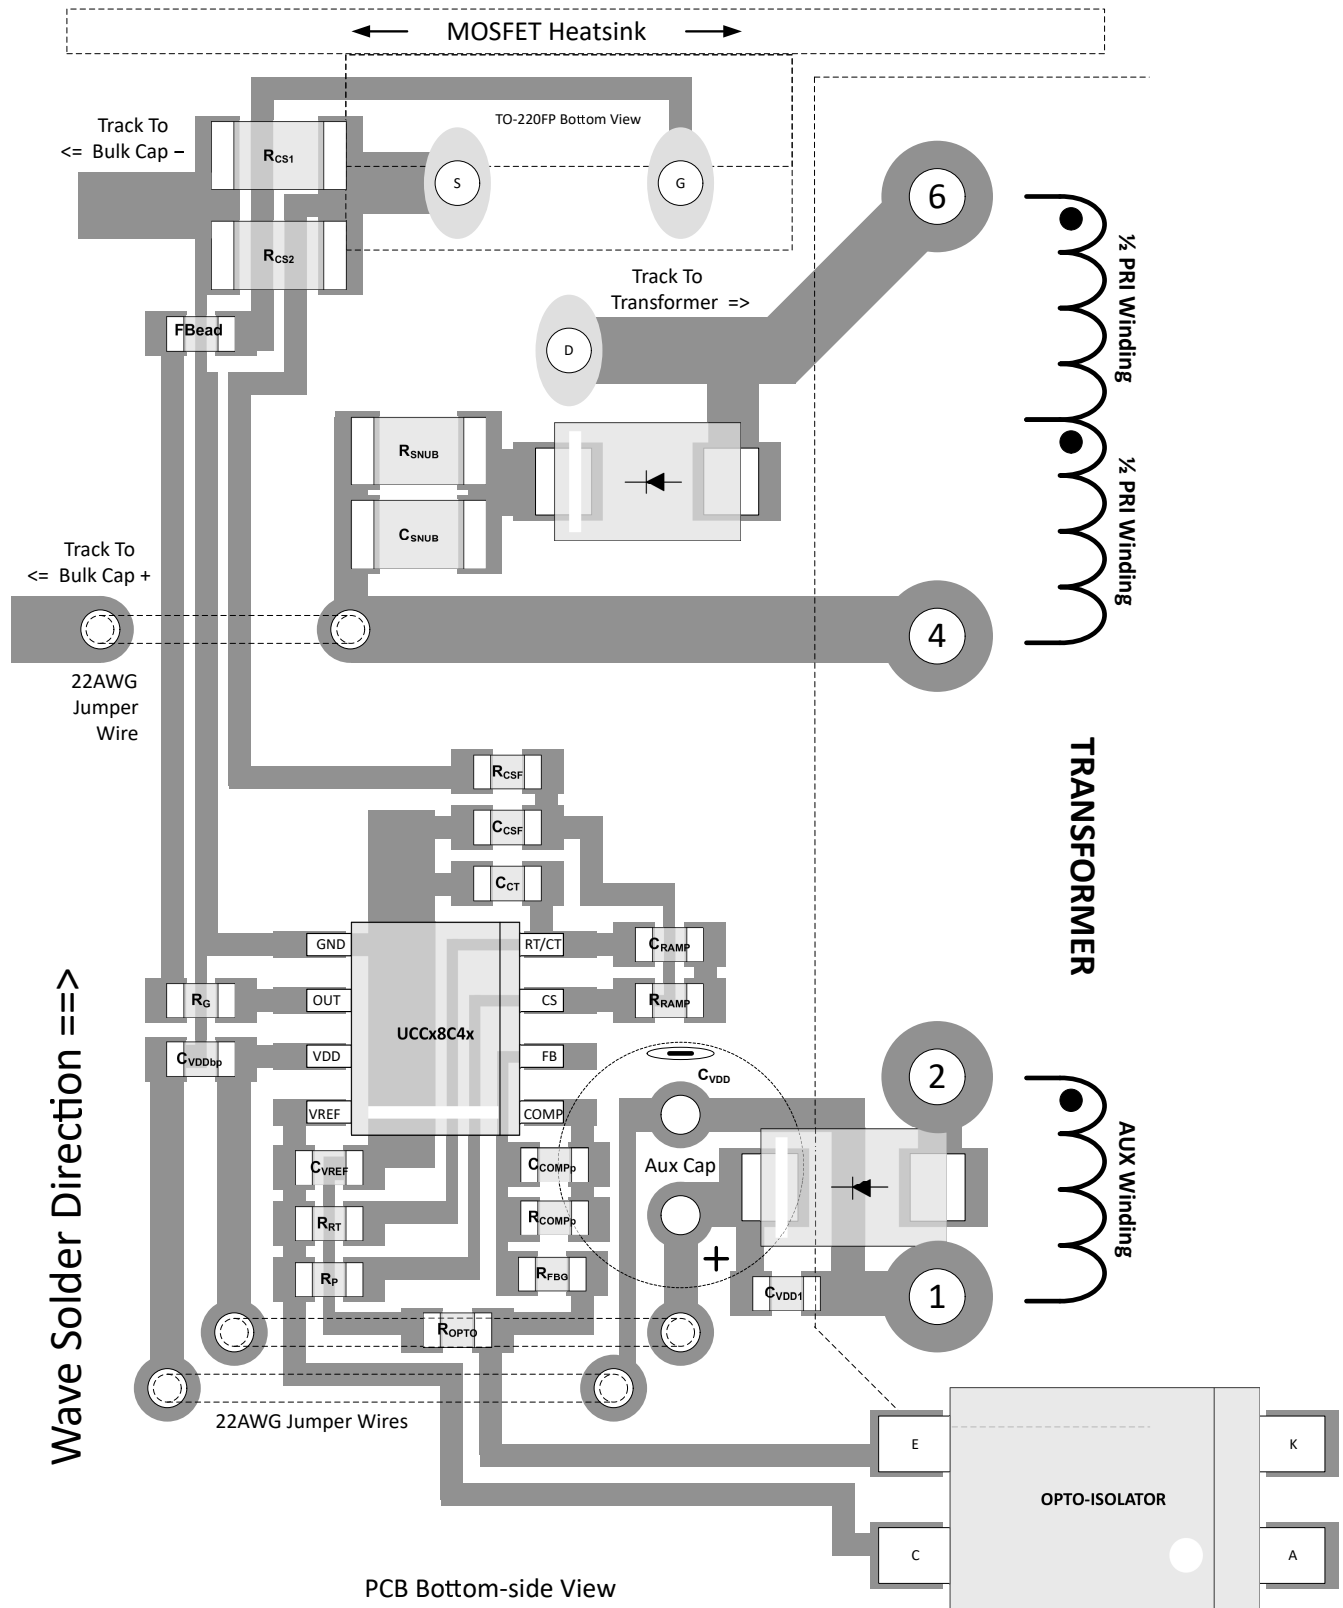 MOSFET Heatsink
Track To
<= Bulk Cap –
TO-220FP Bottom View
RCS1
S
G
6
RCS2
½ PRI Winding
Track To
Transformer =>
FBead
D
RSNUB
½ PRI Winding
CSNUB
Track To
<= Bulk Cap +
4
22AWG
Jumper
Wire
TRANSFORMER
RCSF
CCSF
CCT
GND
RT/CT
CRAMP
RG
OUT
CS
RRAMP
UCCx8C4x
CVDDbp
VDD
FB
CVDD
2
VREF
COMP
Wave Solder Direction ==>
CVREF
CCOMPp
Aux Cap
AUX Winding
RRT
RCOMPp
+
RP
RFBG
CVDD1
1
ROPTO
22AWG Jumper Wires
E
K
OPTO-ISOLATOR
C
A
PCB Bottom-side View